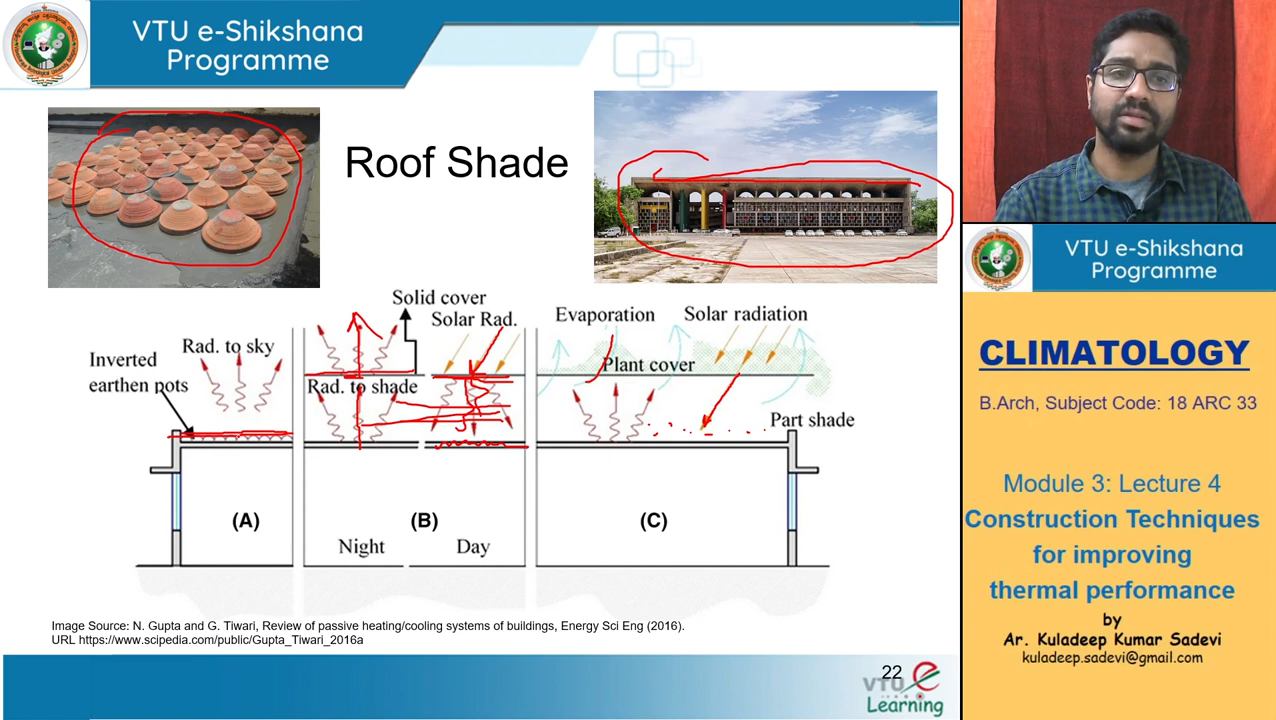 VTU e-Shikshana
Programme
Roof Shade
Solid cover
Solar Rad.
Evaporation
Solar radiation
Rad. to sky
Inverted
earthen pots
Rad. to shade
Plant cover
Part shade
(A)
(B)
(C)
Night
Day
Image Source: N. Gupta and G. Tiwari, Review of passive heating/cooling systems of buildings, Energy Sci Eng (2016).
URL https://www.scipedia.com/public/Gupta_Tiwari_2016a
22
VTU e
Learning
VTU e-Shikshana
Programme
CLIMATOLOGY
B.Arch, Subject Code: 18 ARC 33
Module 3: Lecture 4
Construction Techniques
for improving
thermal performance
by
Ar. Kuladeep Kumar Sadevi
kuladeep.sadevi@gmail.com